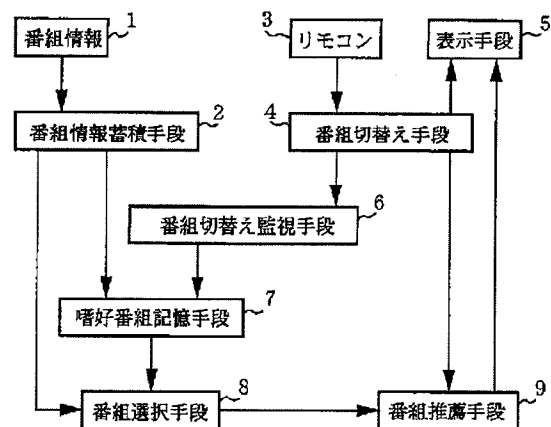 1
番組情報
3
リモコン
5
表示手段
2
番組情報蓄積手段
4
番組切替え手段
6
番組切替え監視手段
7
嗜好番組記憶手段
8
番組選択手段
9
番組推薦手段